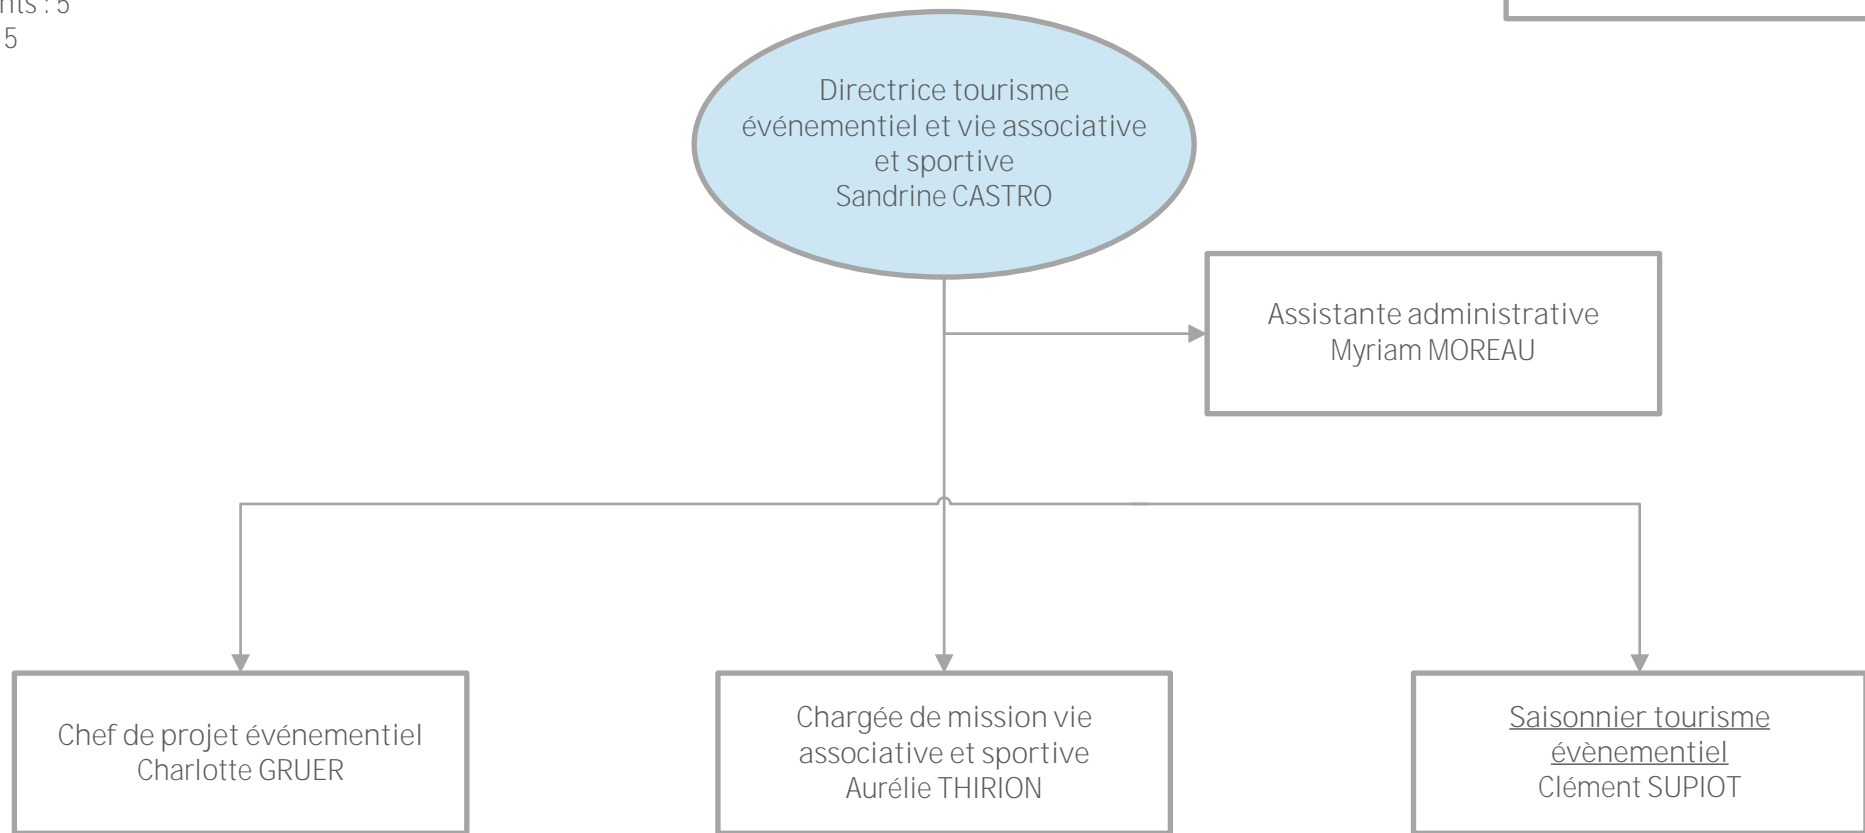 nts : 5
5
Directrice tourisme
événementiel et vie associative
et sportive
Sandrine CASTRO
Assistante administrative
Myriam MOREAU
Chef de projet événementiel
Charlotte GRUER
Chargée de mission vie
associative et sportive
Aurélie THIRION
Saisonnier tourisme
évènementiel
Clément SUPIOT